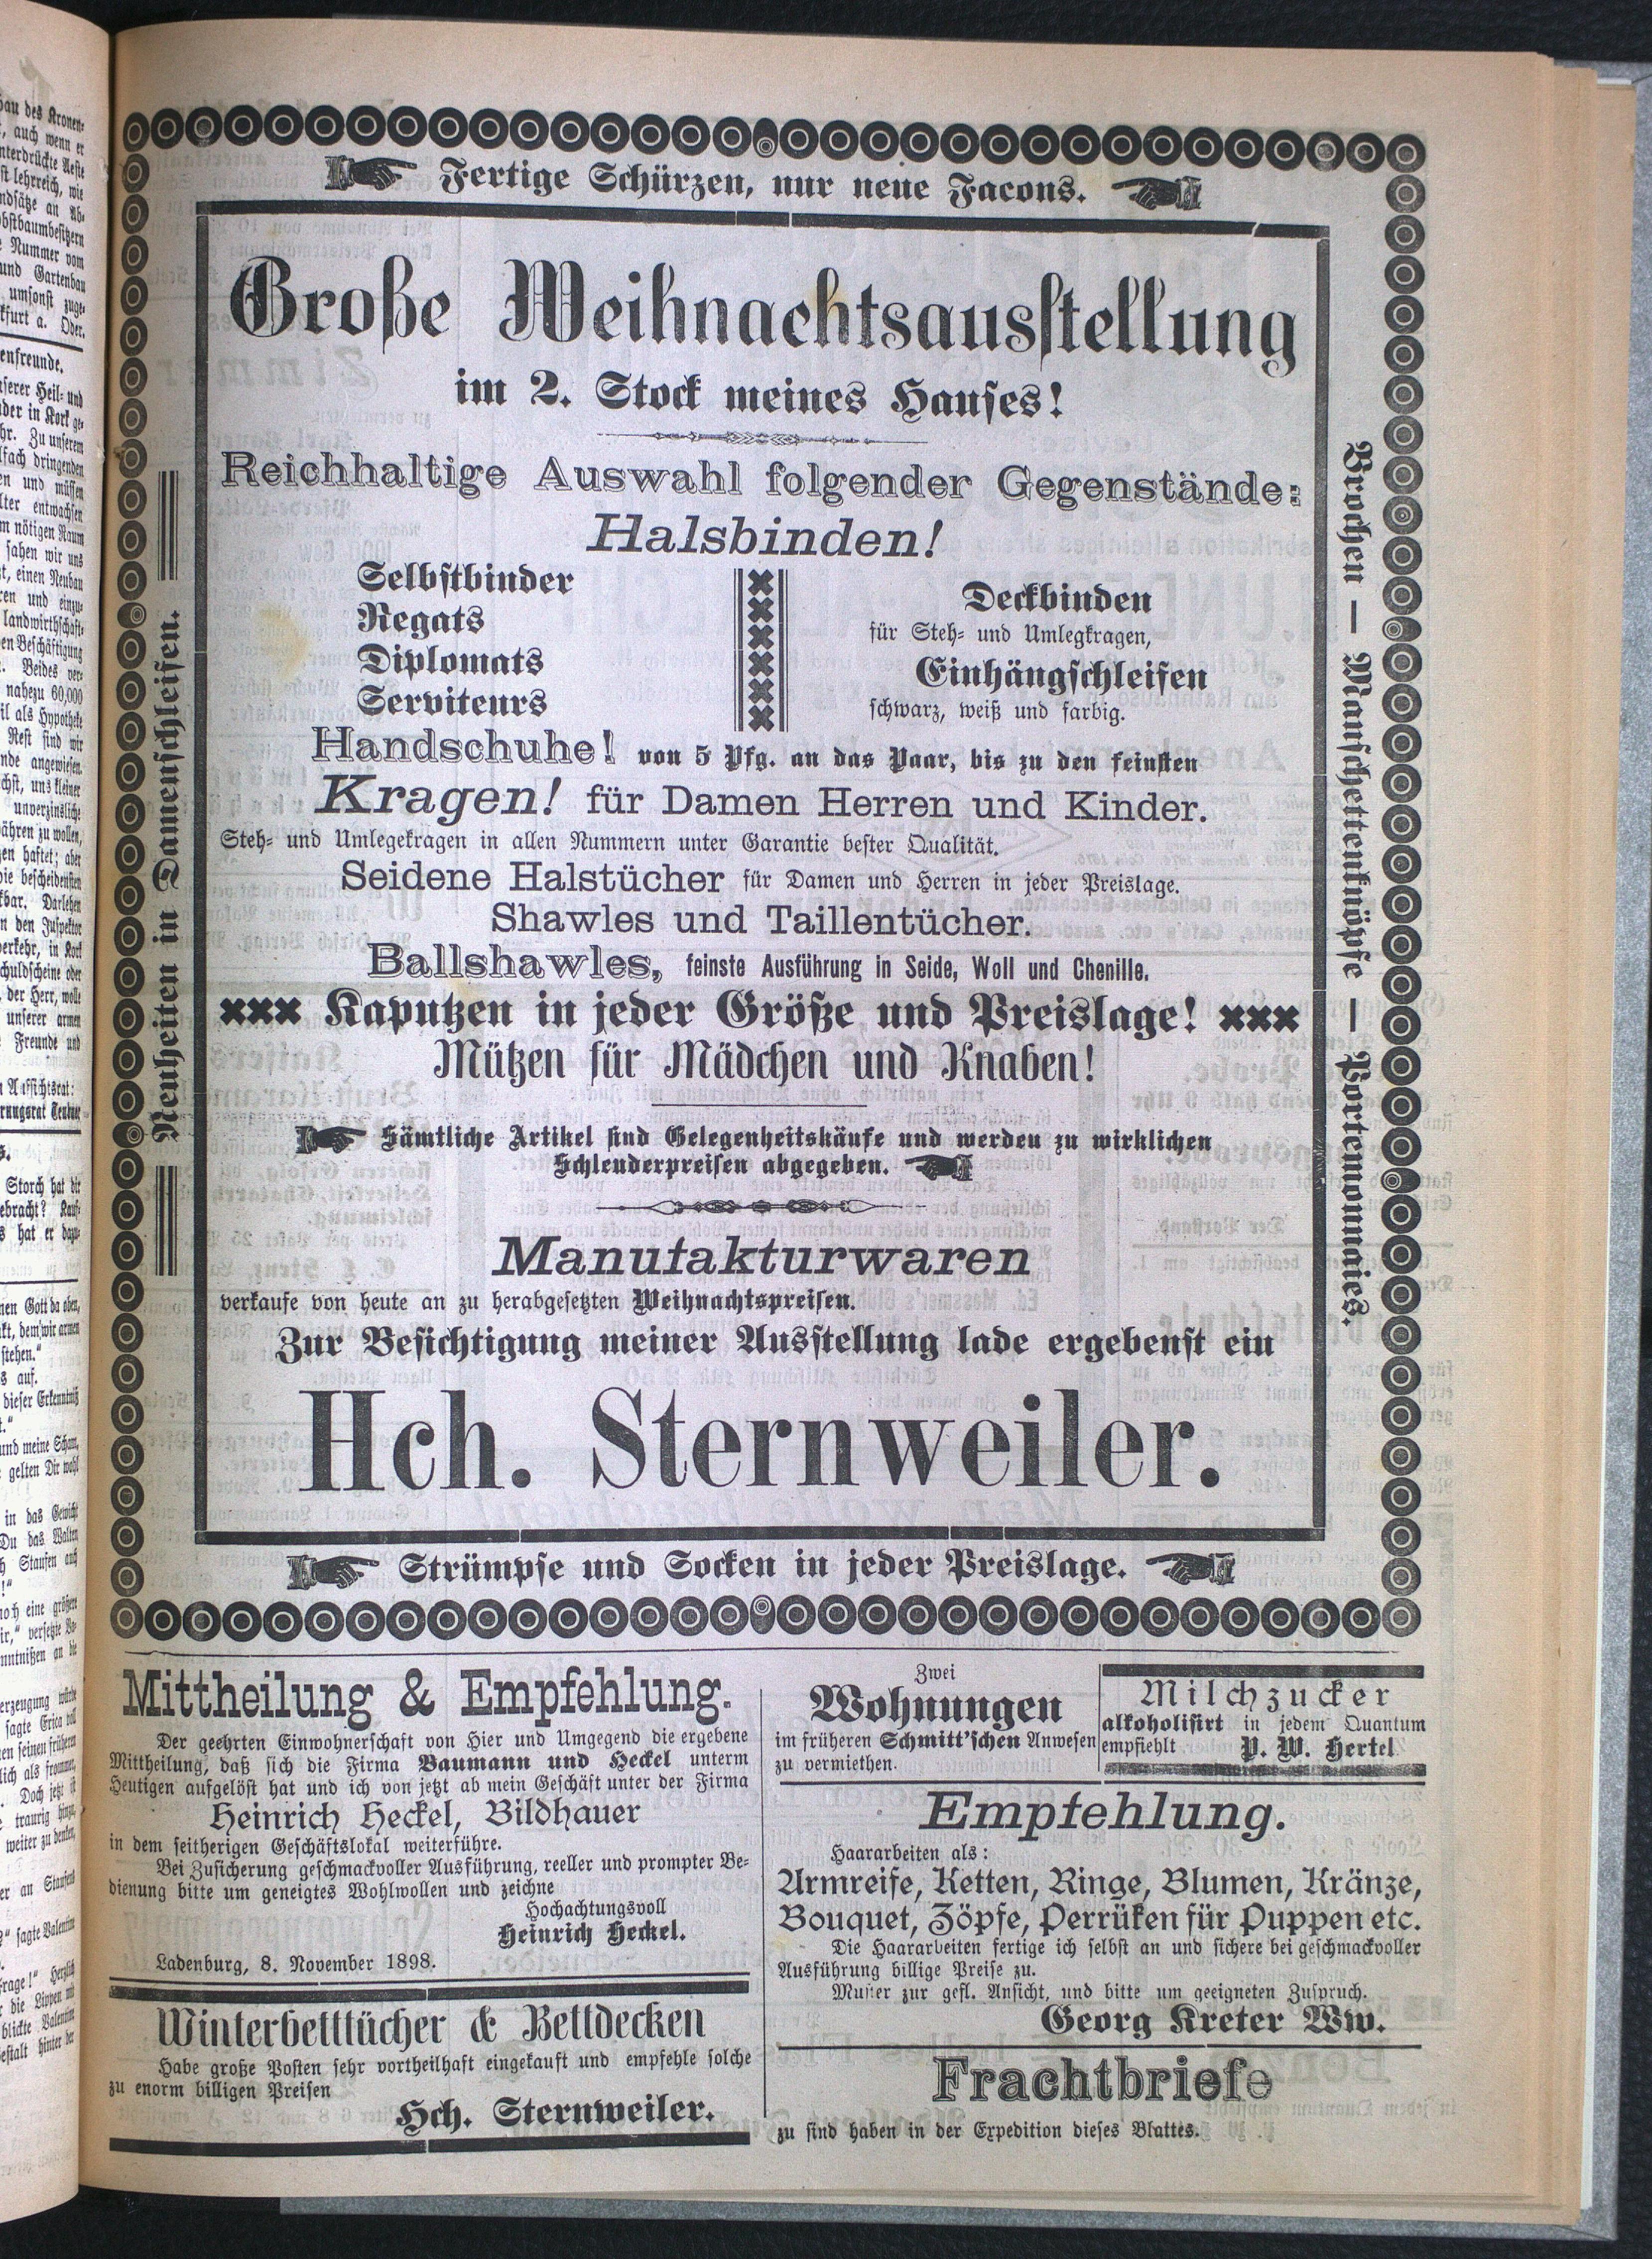 Fertige Schürzen, nur neue Facons.
Neuheiten in Damenschleifen.
Große Weihnachtsausstellung
im 2. Stock meines Hauses!
Reichhaltige Auswahl folgender Gegenstände:
Halsbinden!
Selbstbinder
Regats
Diplomats
Serviteurs
Deckbinden
für Steh- und Umlegkragen,
Einhängschleifen
schwarz, weiß und farbig.
Handschuhe! von 5 Pfg. an das Paar, bis zu den feinsten
Kragen! für Damen Herren und Kinder.
Steh- und Umlegekragen in allen Nummern unter Garantie bester Qualität.
Seidene Halstücher für Damen und Herren in jeder Preislage.
Shawles und Taillentücher.
Ballshawles, feinste Ausführung in Seide, Woll und Chenille.
Kaputzen in jeder Größe und Preislage!
Mützen für Mädchen und Knaben!
Sämtliche Artikel sind Gelegenheitskäufe und werden zu wirklichen
Schleuderpreisen abgegeben.
Manufakturwaren
verkaufe von heute an zu herabgesetzten Weihnachtspreisen.
Zur Besichtigung meiner Ausstellung lade ergebenst ein
Hch. Sternweiler.
Brochen — Manschettenknöpfe — Portemonnaies.
Strümpfe und Socken in jeder Preislage.
Mittheilung & Empfehlung.
Der geehrten Einwohnerschaft von Hier und Umgegend die ergebene
Mittheilung, daß sich die Firma Baumann und Heckel unterm
Heutigen aufgelöst hat und ich von jetzt ab mein Geschäft unter der Firma
Heinrich Heckel, Bildhauer
in dem seitherigen Geschäftslokal weiterführe.
Bei Zusicherung geschmackvoller Ausführung, reeller und prompter Be-
dienung bitte um geneigtes Wohlwollen und zeichne
Hochachtungsvoll
Heinrich Heckel.
Ladenburg, 8. November 1898.
Winterbetttücher & Bettdecken
Habe große Posten sehr vortheilhaft eingekauft und empfehle solche
zu enorm billigen Preisen
Hch. Sternweiler.
Zwei
Wohnungen
im früheren Schmitt'schen Anwesen
zu vermiethen.
Milchzucker
alkoholisirt in jedem Quantum
empfiehlt P. W. Hertel
Empfehlung.
Haararbeiten als:
Armreife, Ketten, Ringe, Blumen, Kränze,
Bouquet, Zöpfe, Perrüken für Puppen etc.
Die Haararbeiten fertige ich selbst an und sichere bei geschmackvoller
Ausführung billige Preise zu.
Muster zur gefl. Ansicht, und bitte um geeigneten Zuspruch.
Georg Kreter Ww.
Frachtbriefe
zu sind haben in der Expedition dieses Blattes.